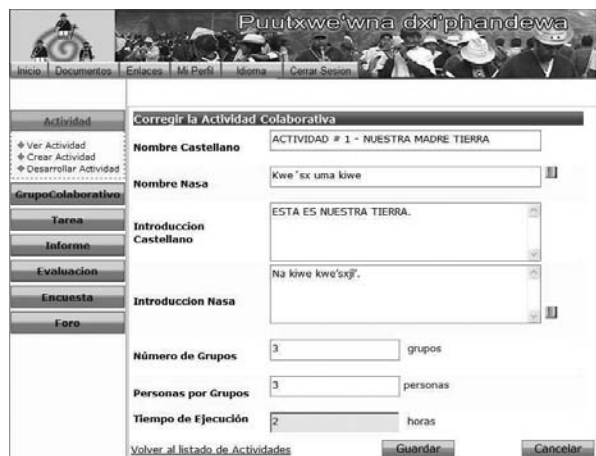 Puutxwe'wna dxi'phandewa
Inicio Documentos Enlaces Mi Perfil Idioma Cerrar Sesion
Actividad
Ver Actividad
Crear Actividad
Desarrollar Actividad
GrupoColaborativo
Tarea
Informe
Evaluacion
Encuesta
Foro
Corregir la Actividad Colaborativa
Nombre Castellano ACTIVIDAD # 1 - NUESTRA MADRE TIERRA
Nombre Nasa Kwe´sx uma kiwe
Introduccion
Castellano
ESTA ES NUESTRA TIERRA.
Introduccion Nasa
Na kiwe kwe'sxji'.
Número de Grupos 3 grupos
Personas por Grupos 3 personas
Tiempo de Ejecución 2 horas
Volver al listado de Actividades Guardar Cancelar